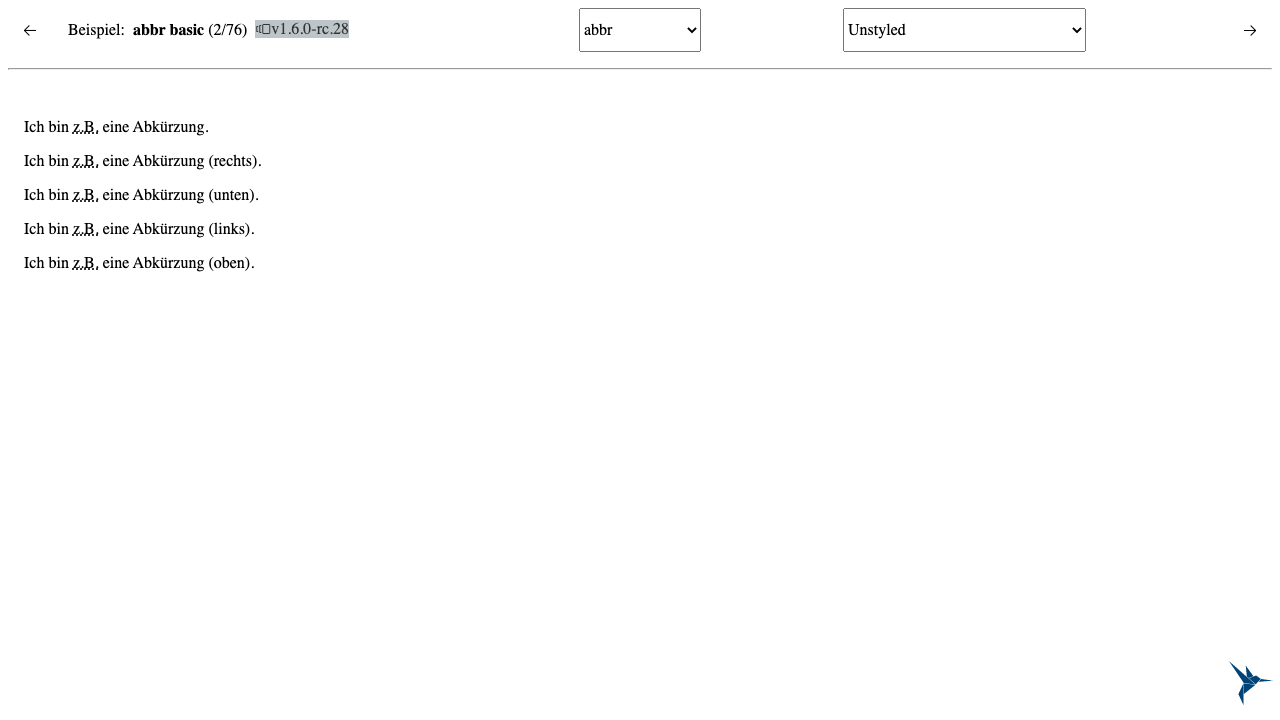 Beispiel: abbr basic (2/76) v1.6.0-rc.28 abbr Unstyled
Ich bin z.B. eine Abkürzung.
Ich bin z.B. eine Abkürzung (rechts).
Ich bin z.B. eine Abkürzung (unten).
Ich bin z.B. eine Abkürzung (links).
Ich bin z.B. eine Abkürzung (oben).